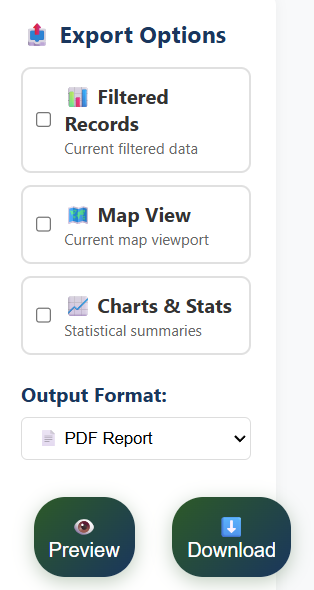 Export Options
Filtered
Records
Current filtered data
Map View
Current map viewport
Charts & Stats
Statistical summaries
Output Format:
PDF Report
Preview
Download